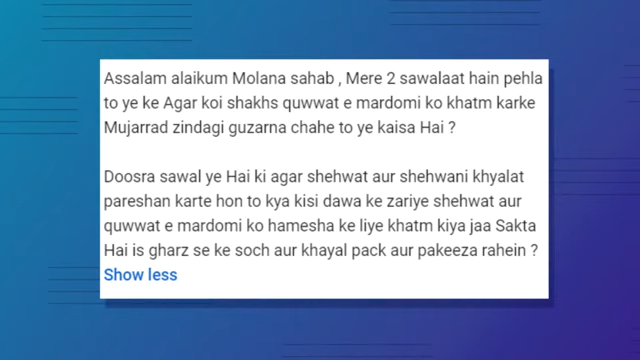 Assalam alaikum Molana sahab , Mere 2 sawalaat hain pehla
to ye ke Agar koi shakhs quwwat e mardomi ko khatm karke
Mujarrad zindagi guzarna chahe to ye kaisa Hai ?
Doosra sawal ye Hai ki agar shehwat aur shehwani khyalat
pareshan karte hon to kya kisi dawa ke zariye shehwat aur
quwwat e mardomi ko hamesha ke liye khatm kiya jaa Sakta
Hai is gharz se ke soch aur khayal pack aur pakeeza rahein ?
Show less